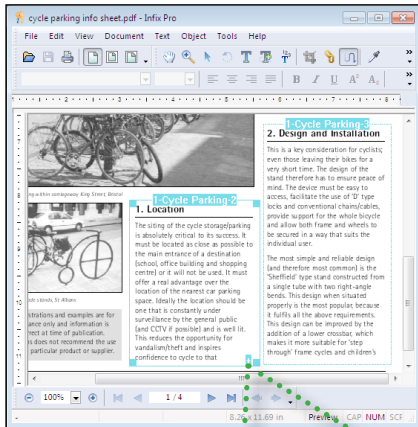 cycle parking info sheet.pdf - Infix Pro
File Edit View Document Text Object Tools Help
B I U A² A₂
1-Cycle Parking-3
2. Design and Installation
This is a key consideration for cyclists;
even those leaving their bikes for a
very short time. The design of the
stand therefore has to ensure peace of
mind. The device must be easy to
access, facilitate the use of 'D' type
locks and conventional chains/cables,
provide support for the whole bicycle
and allow both frame and wheels to
be secured in a way that suits the
individual user.
The most simple and reliable design
(and therefore most common) is the
'Sheffield' type stand constructed from
a single tube with two right-angle
bends. This design when situated
properly is the most popular, because
it fulfils all the above requirements.
This design can be improved by the
addition of a lower crossbar, which
makes it more suitable for 'step
through' frame cycles and children's
within carriageway, King Street, Bristol
1-Cycle Parking-2
1. Location
The siting of the cycle storage/parking
is absolutely critical to its success. It
must be located as close as possible to
the main entrance of a destination
(school, office building and shopping
centre) or it will not be used. It must
offer a real advantage over the
location of the nearest car parking
space. Ideally the location should be
one that is constantly under
surveillance by the general public
(and CCTV if possible) and is well lit.
This reduces the opportunity for
vandalism/theft and inspires
confidence to cycle to that
stands, St Albans
strations and examples are for
ance only and information is
rect at time of publication.
s does not recommend the use
particular product or supplier.
100% 1 / 4
8.26 x 11.69 in Preview CAP NUM SCR